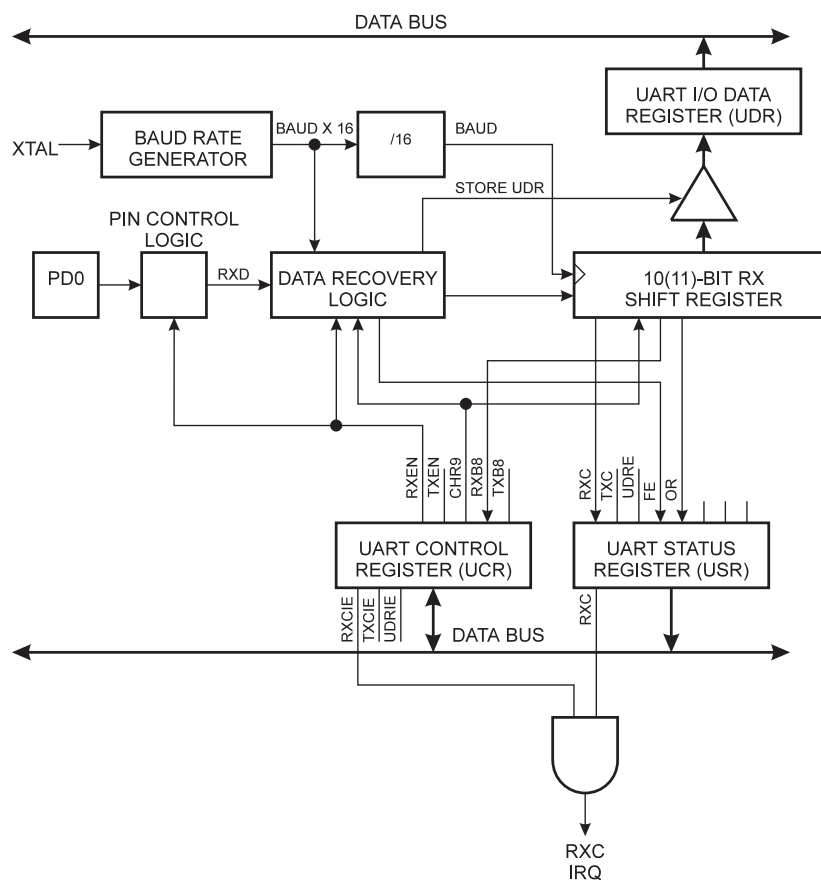 DATA BUS
UART I/O DATA
REGISTER (UDR)
XTAL
BAUD RATE
GENERATOR
BAUD X 16
/16
BAUD
STORE UDR
PIN CONTROL
LOGIC
PD0
RXD
DATA RECOVERY
LOGIC
10(11)-BIT RX
SHIFT REGISTER
RXEN
TXEN
CHR9
RXB8
TXB8
RXC
TXC
UDRE
FE
OR
UART CONTROL
REGISTER (UCR)
UART STATUS
REGISTER (USR)
RXCIE
TXCIE
UDRIE
RXC
DATA BUS
RXC
IRQ